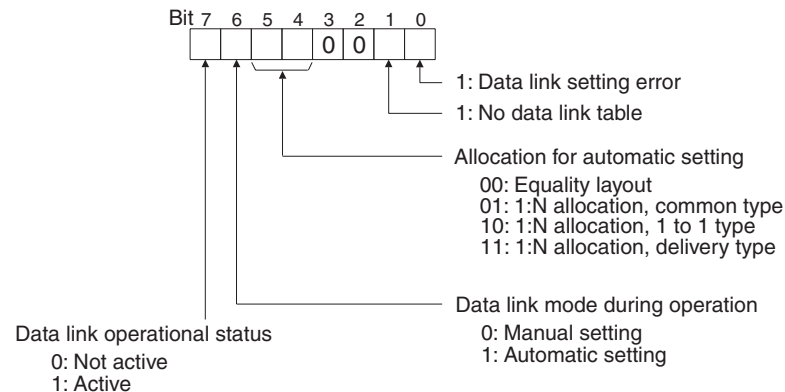 Bit 7 6 5 4 3 2 1 0
0 0
1: Data link setting error
1: No data link table
Allocation for automatic setting
00: Equality layout
01: 1:N allocation, common type
10: 1:N allocation, 1 to 1 type
11: 1:N allocation, delivery type
Data link mode during operation
0: Manual setting
1: Automatic setting
Data link operational status
0: Not active
1: Active